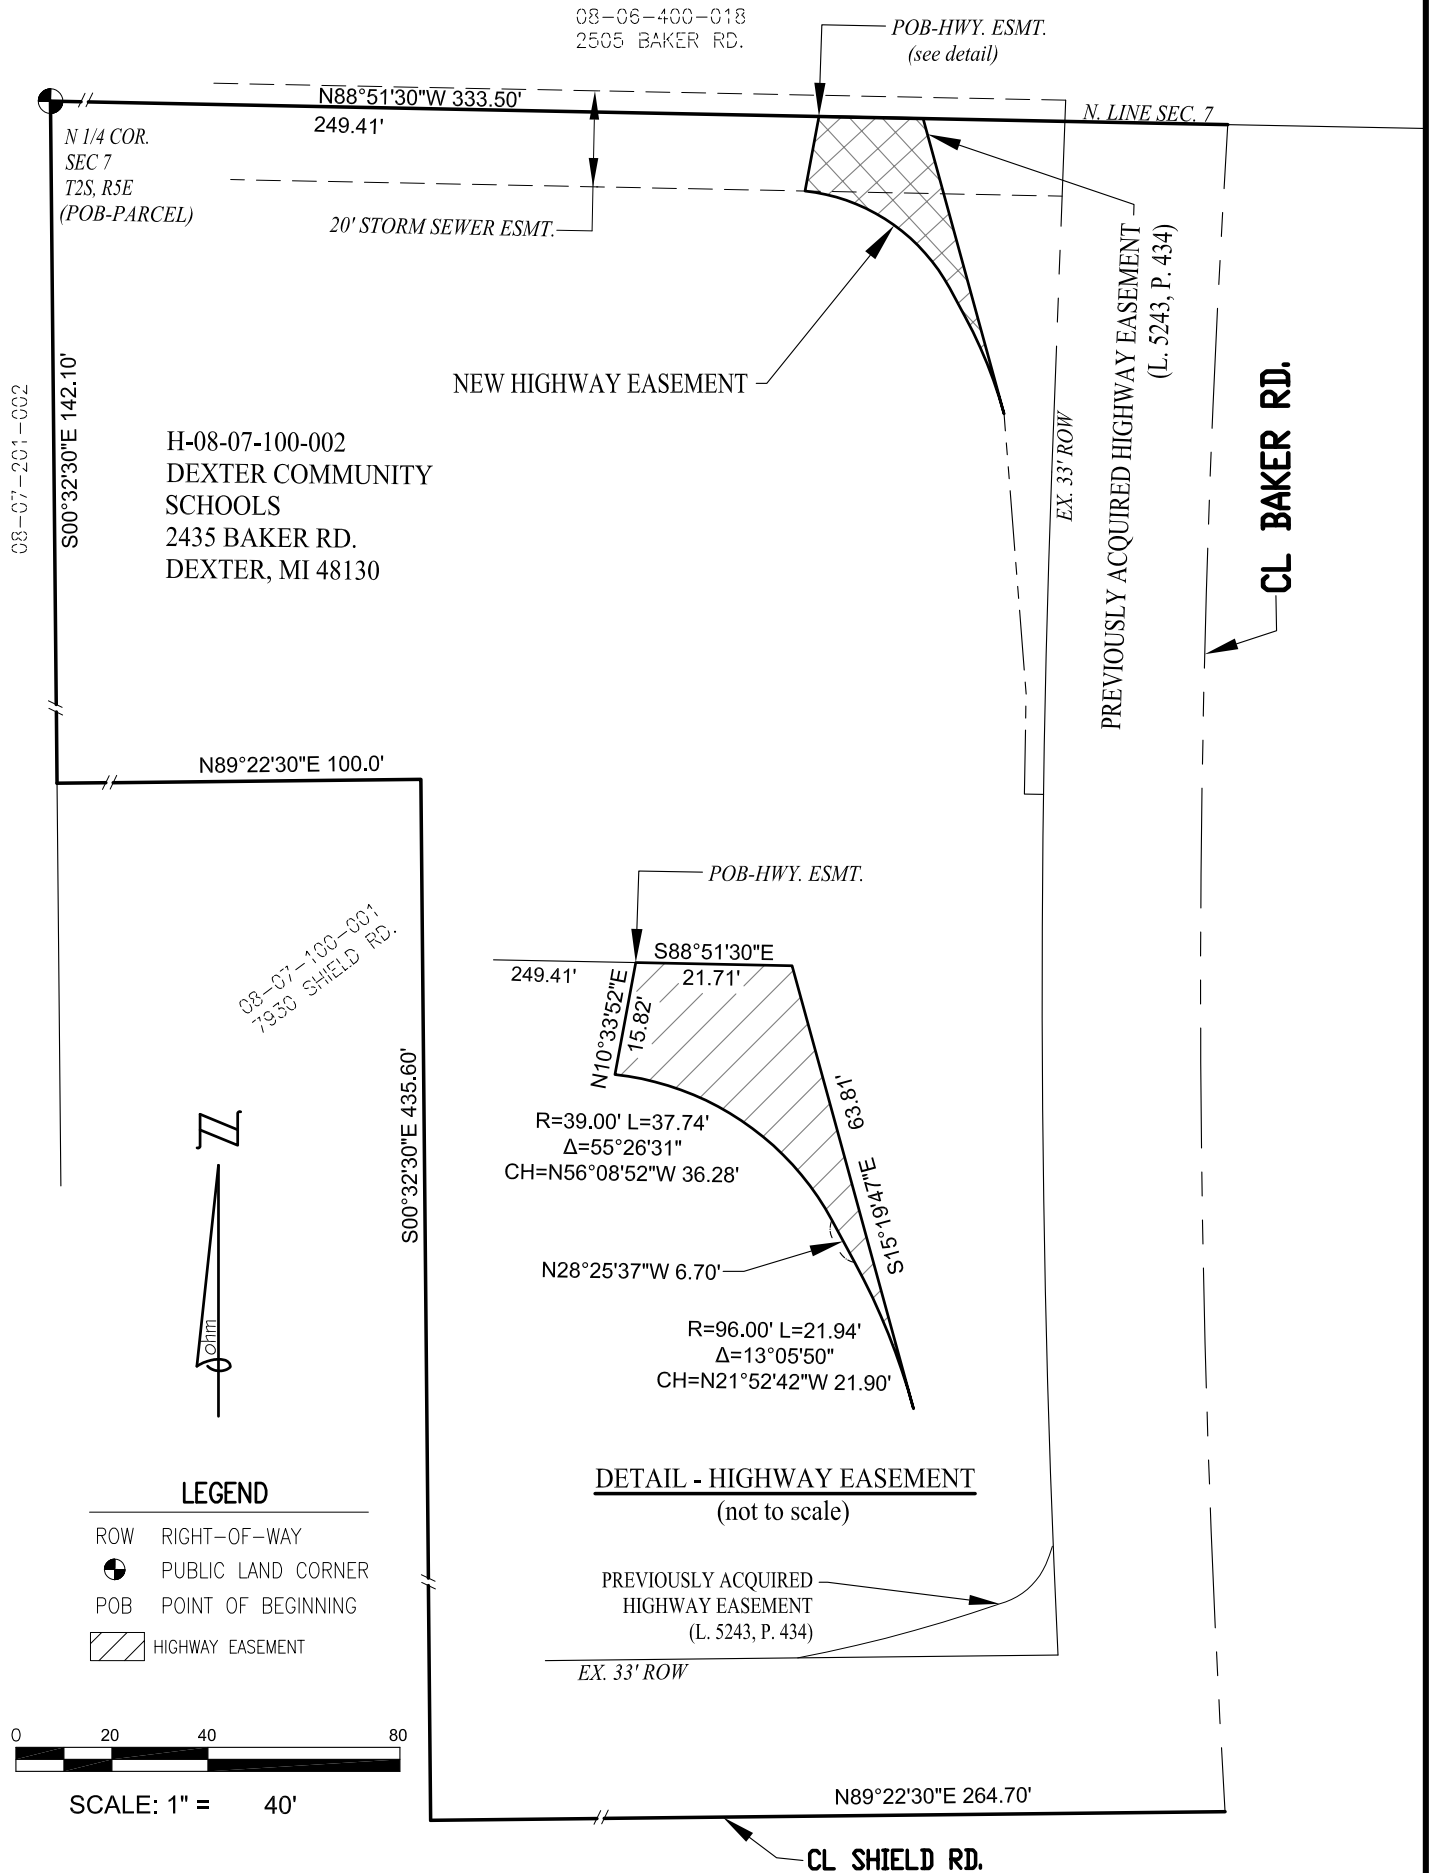 08-06-400-018
2505 BAKER RD.
POB-HWY. ESMT.
(see detail)
N88°51'30"W 333.50'
249.41'
N. LINE SEC. 7
N 1/4 COR.
SEC 7
T2S, R5E
(POB-PARCEL)
20' STORM SEWER ESMT.
PREVIOUSLY ACQUIRED HIGHWAY EASEMENT
(L. 5243, P. 434)
NEW HIGHWAY EASEMENT
EX. 33' ROW
CL BAKER RD.
08-07-201-002
S00°32'30"E 142.10'
H-08-07-100-002
DEXTER COMMUNITY
SCHOOLS
2435 BAKER RD.
DEXTER, MI 48130
N89°22'30"E 100.0'
POB-HWY. ESMT.
08-07-100-001
7930 SHIELD RD.
S88°51'30"E
249.41'
21.71'
N10°33'52"E
15.82'
63.81'
S15°19'47"E
R=39.00' L=37.74'
Δ=55°26'31"
CH=N56°08'52"W 36.28'
S00°32'30"E 435.60'
N28°25'37"W 6.70'
R=96.00' L=21.94'
Δ=13°05'50"
CH=N21°52'42"W 21.90'
N
ohm
DETAIL - HIGHWAY EASEMENT
(not to scale)
LEGEND
ROW RIGHT-OF-WAY
PUBLIC LAND CORNER
POB POINT OF BEGINNING
HIGHWAY EASEMENT
PREVIOUSLY ACQUIRED
HIGHWAY EASEMENT
(L. 5243, P. 434)
EX. 33' ROW
0 20 40 80
SCALE: 1" = 40'
N89°22'30"E 264.70'
CL SHIELD RD.